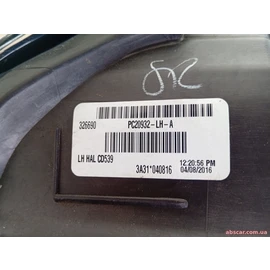 326690 PC20932-LH-A
LH HAL CD539 12:20:56 PM
3A31*040816 04/08/2016
abscar.com.ua